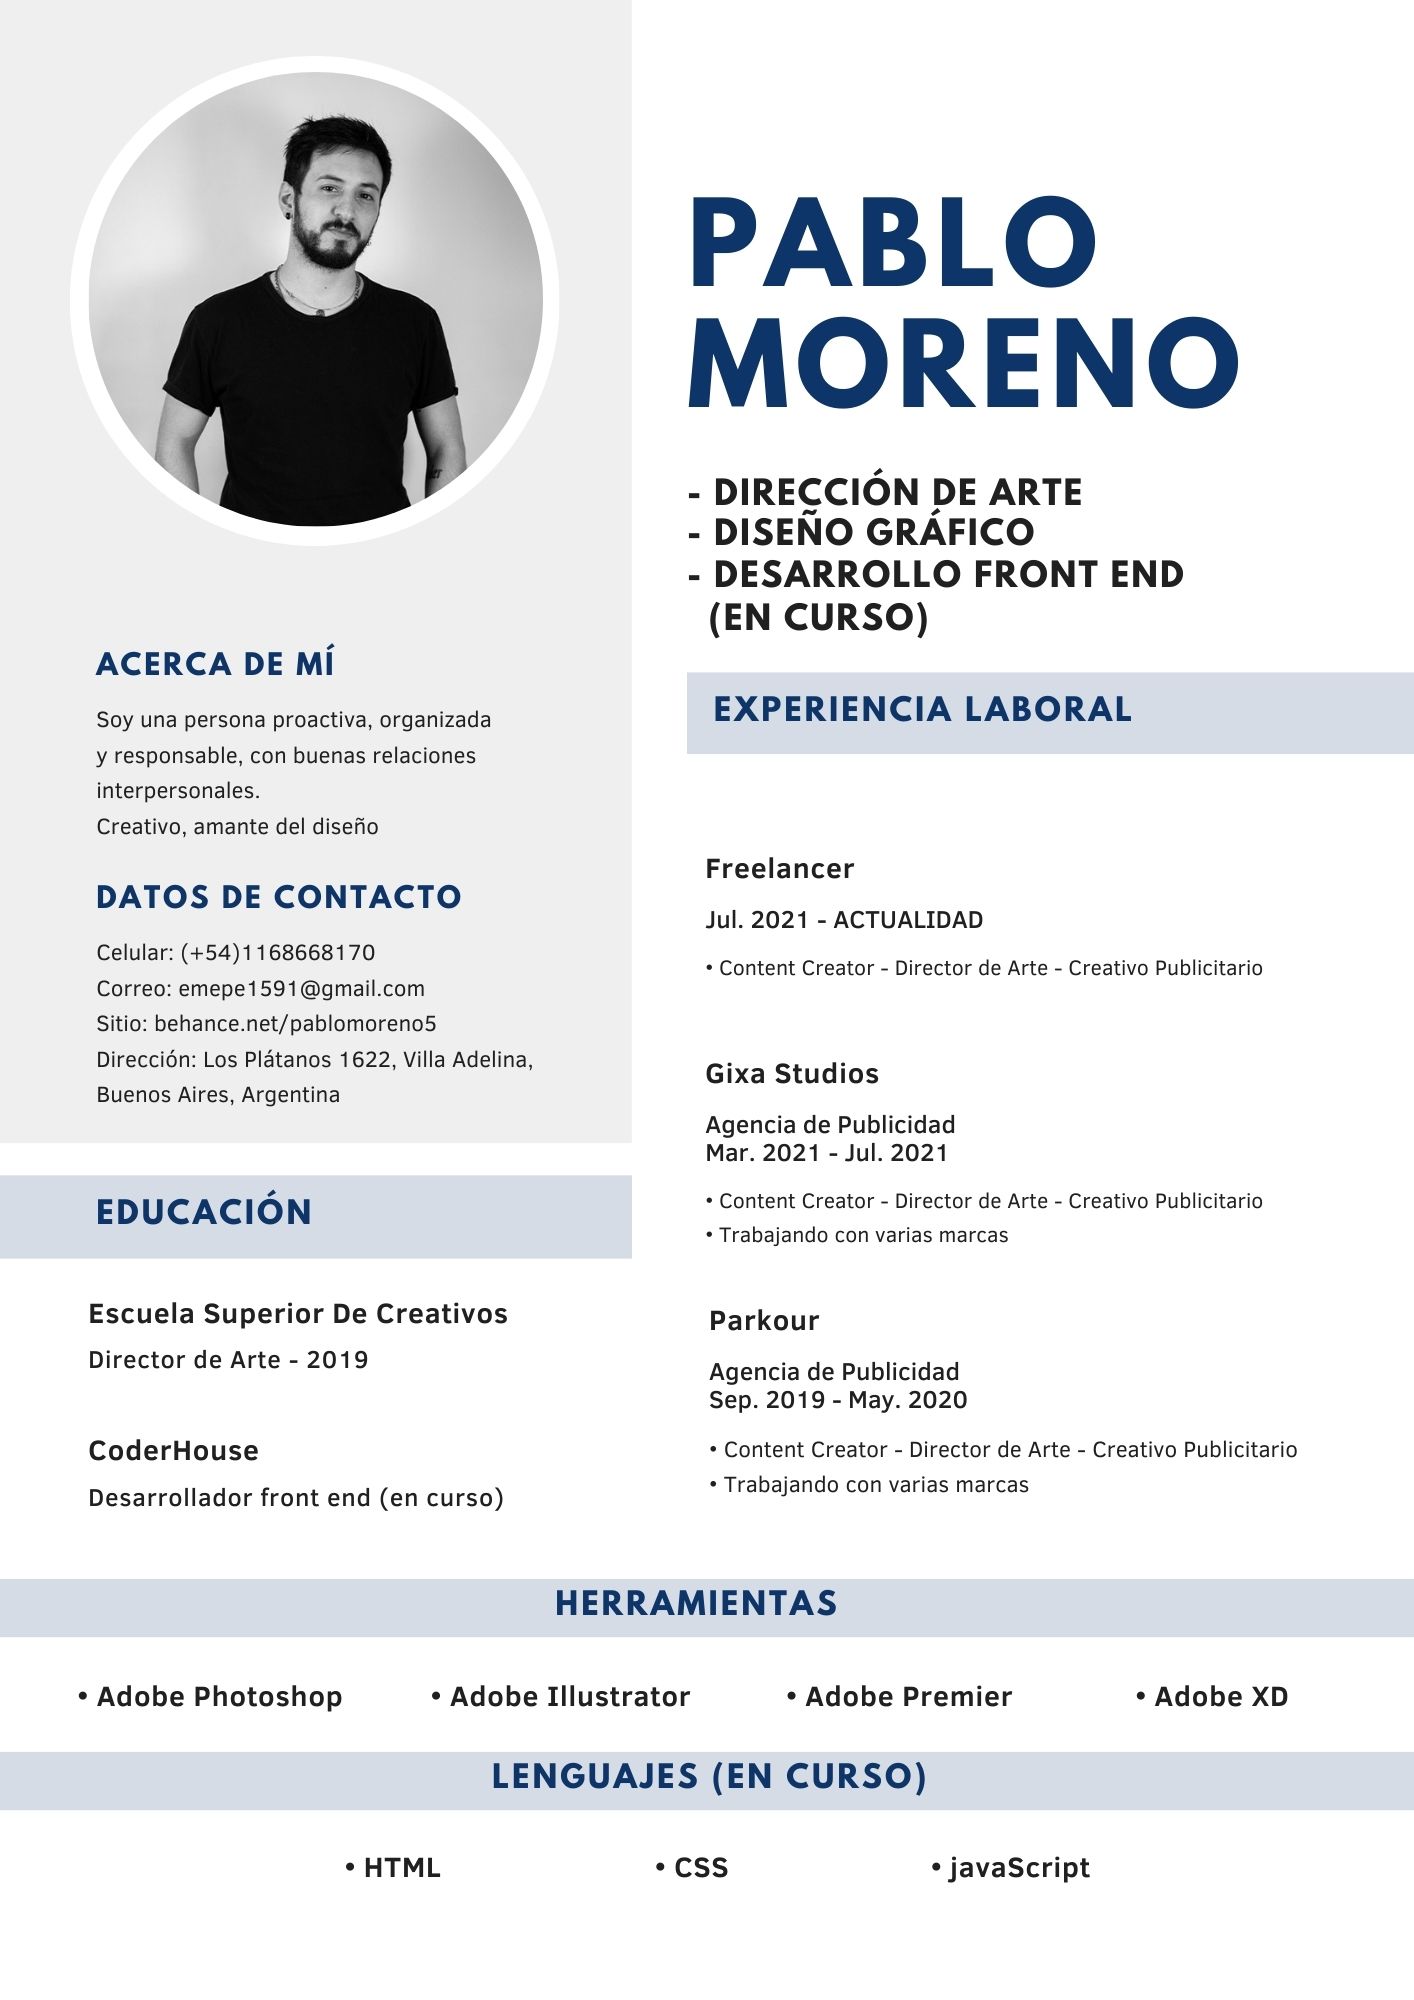 PABLO
MORENO
- DIRECCIÓN DE ARTE
- DISEÑO GRÁFICO
- DESARROLLO FRONT END
(EN CURSO)
ACERCA DE MÍ
Soy una persona proactiva, organizada
y responsable, con buenas relaciones
interpersonales.
Creativo, amante del diseño
DATOS DE CONTACTO
Celular: (+54)1168668170
Correo: emepe1591@gmail.com
Sitio: behance.net/pablomoreno5
Dirección: Los Plátanos 1622, Villa Adelina,
Buenos Aires, Argentina
EDUCACIÓN
Escuela Superior De Creativos
Director de Arte - 2019
CoderHouse
Desarrollador front end (en curso)
EXPERIENCIA LABORAL
Freelancer
Jul. 2021 - ACTUALIDAD
• Content Creator - Director de Arte - Creativo Publicitario
Gixa Studios
Agencia de Publicidad
Mar. 2021 - Jul. 2021
• Content Creator - Director de Arte - Creativo Publicitario
• Trabajando con varias marcas
Parkour
Agencia de Publicidad
Sep. 2019 - May. 2020
• Content Creator - Director de Arte - Creativo Publicitario
• Trabajando con varias marcas
HERRAMIENTAS
• Adobe Photoshop • Adobe Illustrator • Adobe Premier • Adobe XD
LENGUAJES (EN CURSO)
• HTML • CSS • javaScript